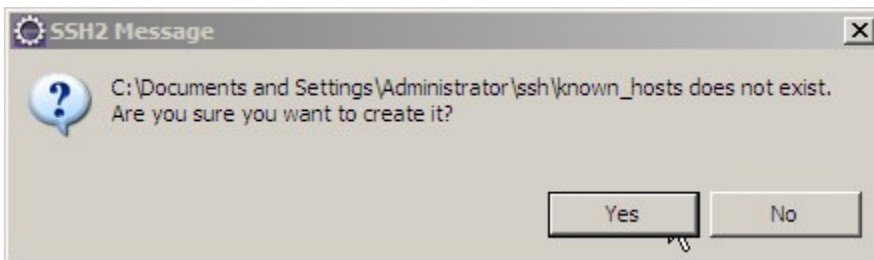 SSH2 Message
C:\Documents and Settings\Administrator\ssh\known_hosts does not exist.
Are you sure you want to create it?
Yes
No